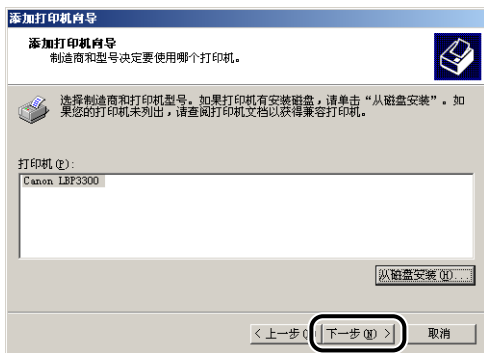 添加打印机向导
添加打印机向导
制造商和型号决定要使用哪个打印机。
选择制造商和打印机型号。如果打印机有安装磁盘，请单击“从磁盘安装”。如
果您的打印机未列出，请查阅打印机文档以获得兼容打印机。
打印机(P):
Canon LBP3300
从磁盘安装(H)...
<上一步( 下一步(N) > 取消